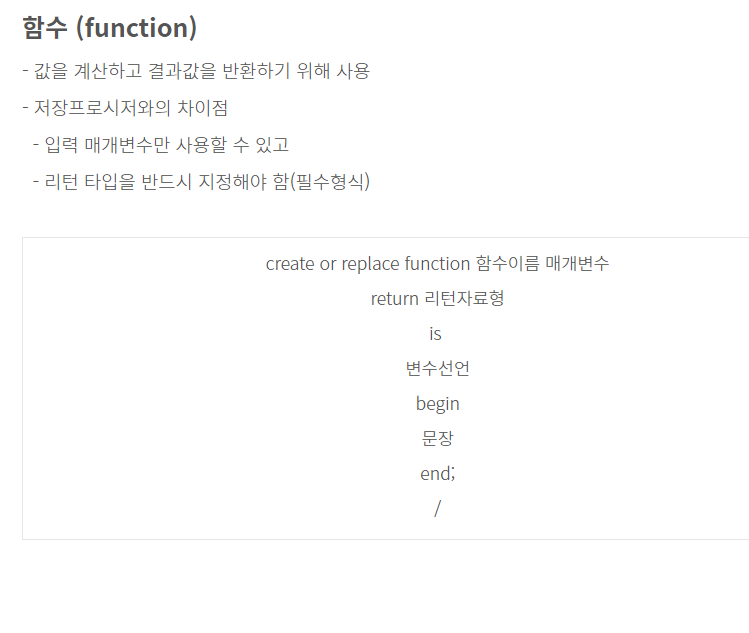 함수 (function)
- 값을 계산하고 결과값을 반환하기 위해 사용
- 저장프로시저와의 차이점
- 입력 매개변수만 사용할 수 있고
- 리턴 타입을 반드시 지정해야 함(필수형식)
create or replace function 함수이름 매개변수
return 리턴자료형
is
변수선언
begin
문장
end;
/